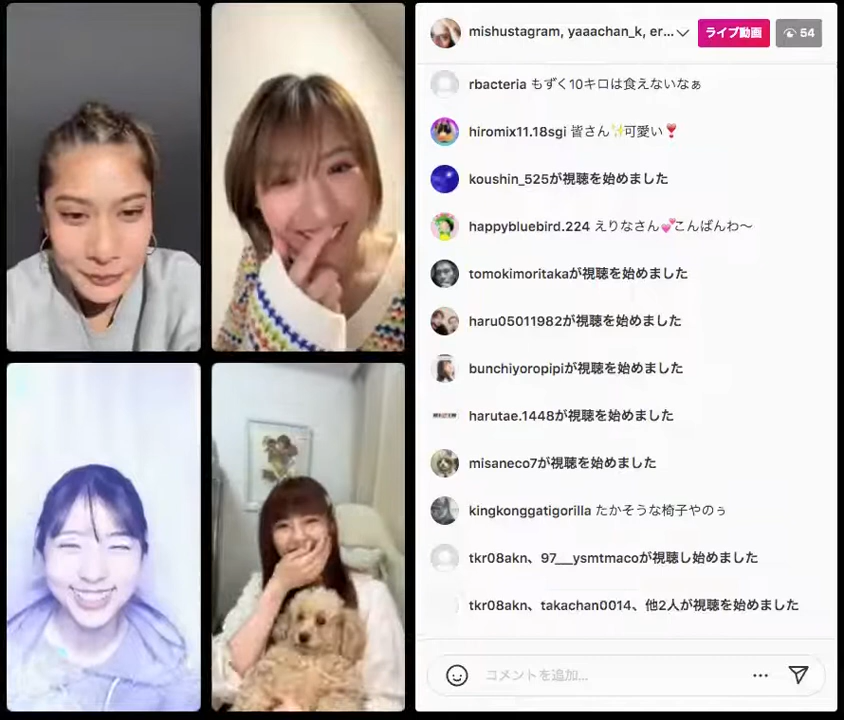 mishustagram, yaaachan_k, er...
ライブ動画
54
rbacteria もずく10キロは食えないなぁ
hiromix11.18sgi 皆さん✨可愛い❣️
koushin_525が視聴を始めました
happybluebird.224 えりなさん💕こんばんわ〜
tomokimoritakaが視聴を始めました
haru05011982が視聴を始めました
bunchiyoropipiが視聴を始めました
harutae.1448が視聴を始めました
misaneco7が視聴を始めました
kingkonggatigorilla たかそうな椅子やのぅ
tkr08akn、97__ysmtmacoが視聴し始めました
tkr08akn、takachan0014、他2人が視聴を始めました
コメントを追加...